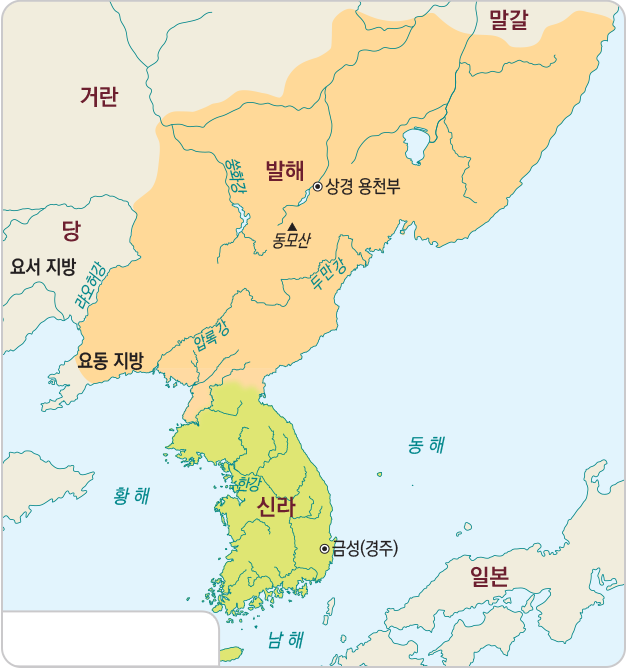 말갈
거란
쑹화강
발해
상경 용천부
당
동모산
요서 지방
랴오허강
두만강
압록강
요동 지방
동해
한강
황해
신라
금성(경주)
일본
남해